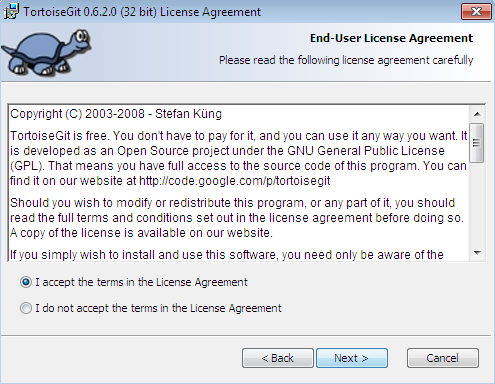 TortoiseGit 0.6.2.0 (32 bit) License Agreement
End-User License Agreement
Please read the following license agreement carefully
Copyright (C) 2003-2008 - Stefan Küng
TortoiseGit is free. You don't have to pay for it, and you can use it any way you want. It
is developed as an Open Source project under the GNU General Public License
(GPL). That means you have full access to the source code of this program. You can
find it on our website at http://code.google.com/p/tortoisegit
Should you wish to modify or redistribute this program, or any part of it, you should
read the full terms and conditions set out in the license agreement before doing so.
A copy of the license is available on our website.
If you simply wish to install and use this software, you need only be aware of the
I accept the terms in the License Agreement
I do not accept the terms in the License Agreement
< Back
Next >
Cancel